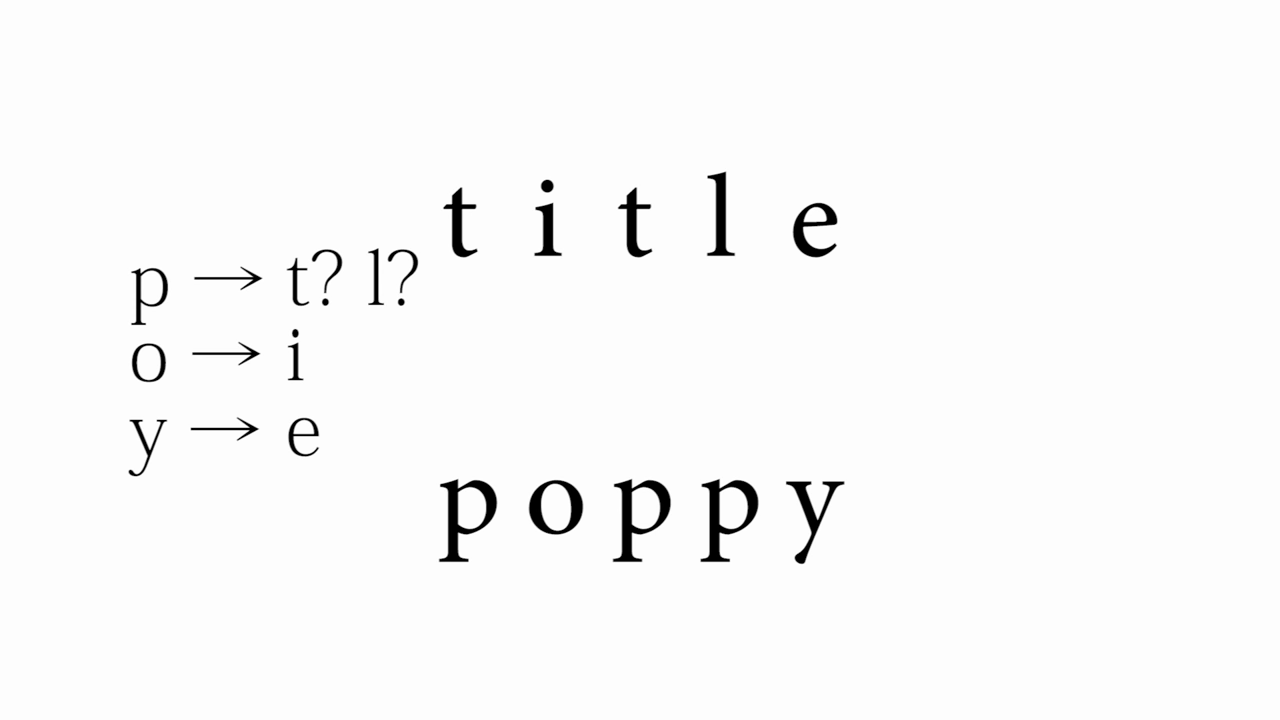 t i t l e
p → t? l?
o → i
y → e
p o p p y